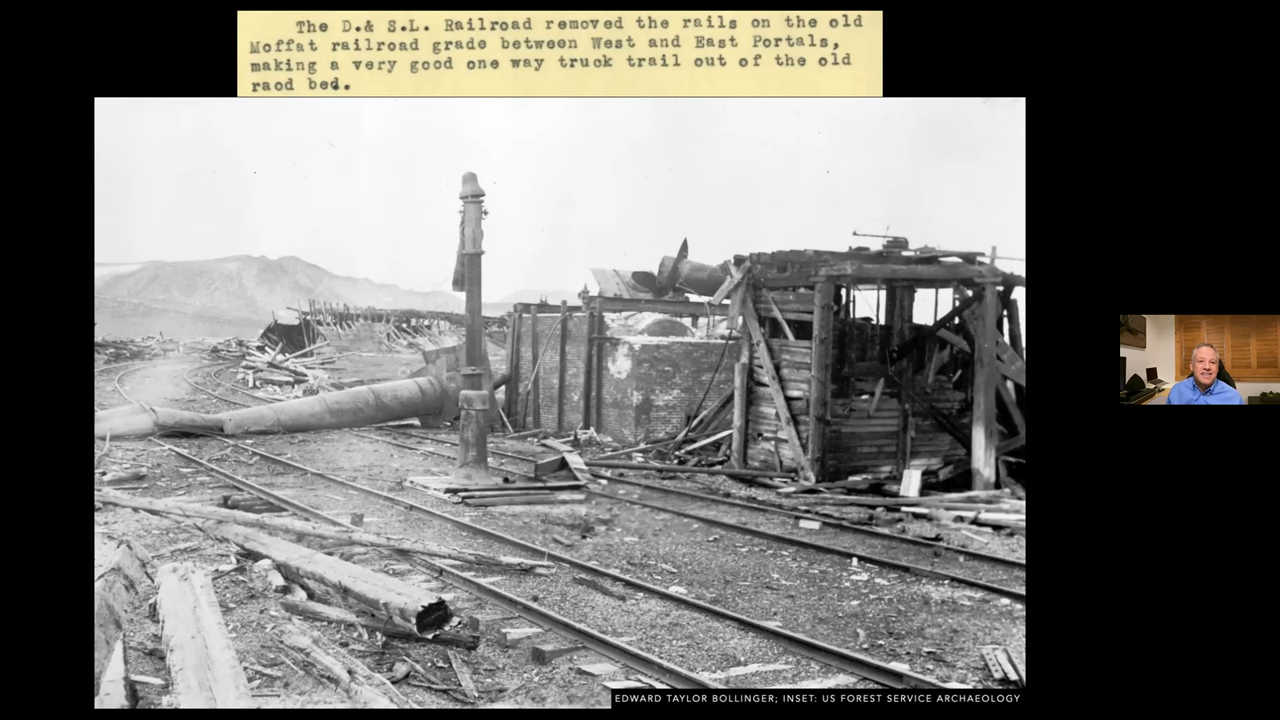 The D.& S.L. Railroad removed the rails on the old
Moffat railroad grade between West and East Portals,
making a very good one way truck trail out of the old
raod bed.
EDWARD TAYLOR BOLLINGER; INSET: US FOREST SERVICE ARCHAEOLOGY